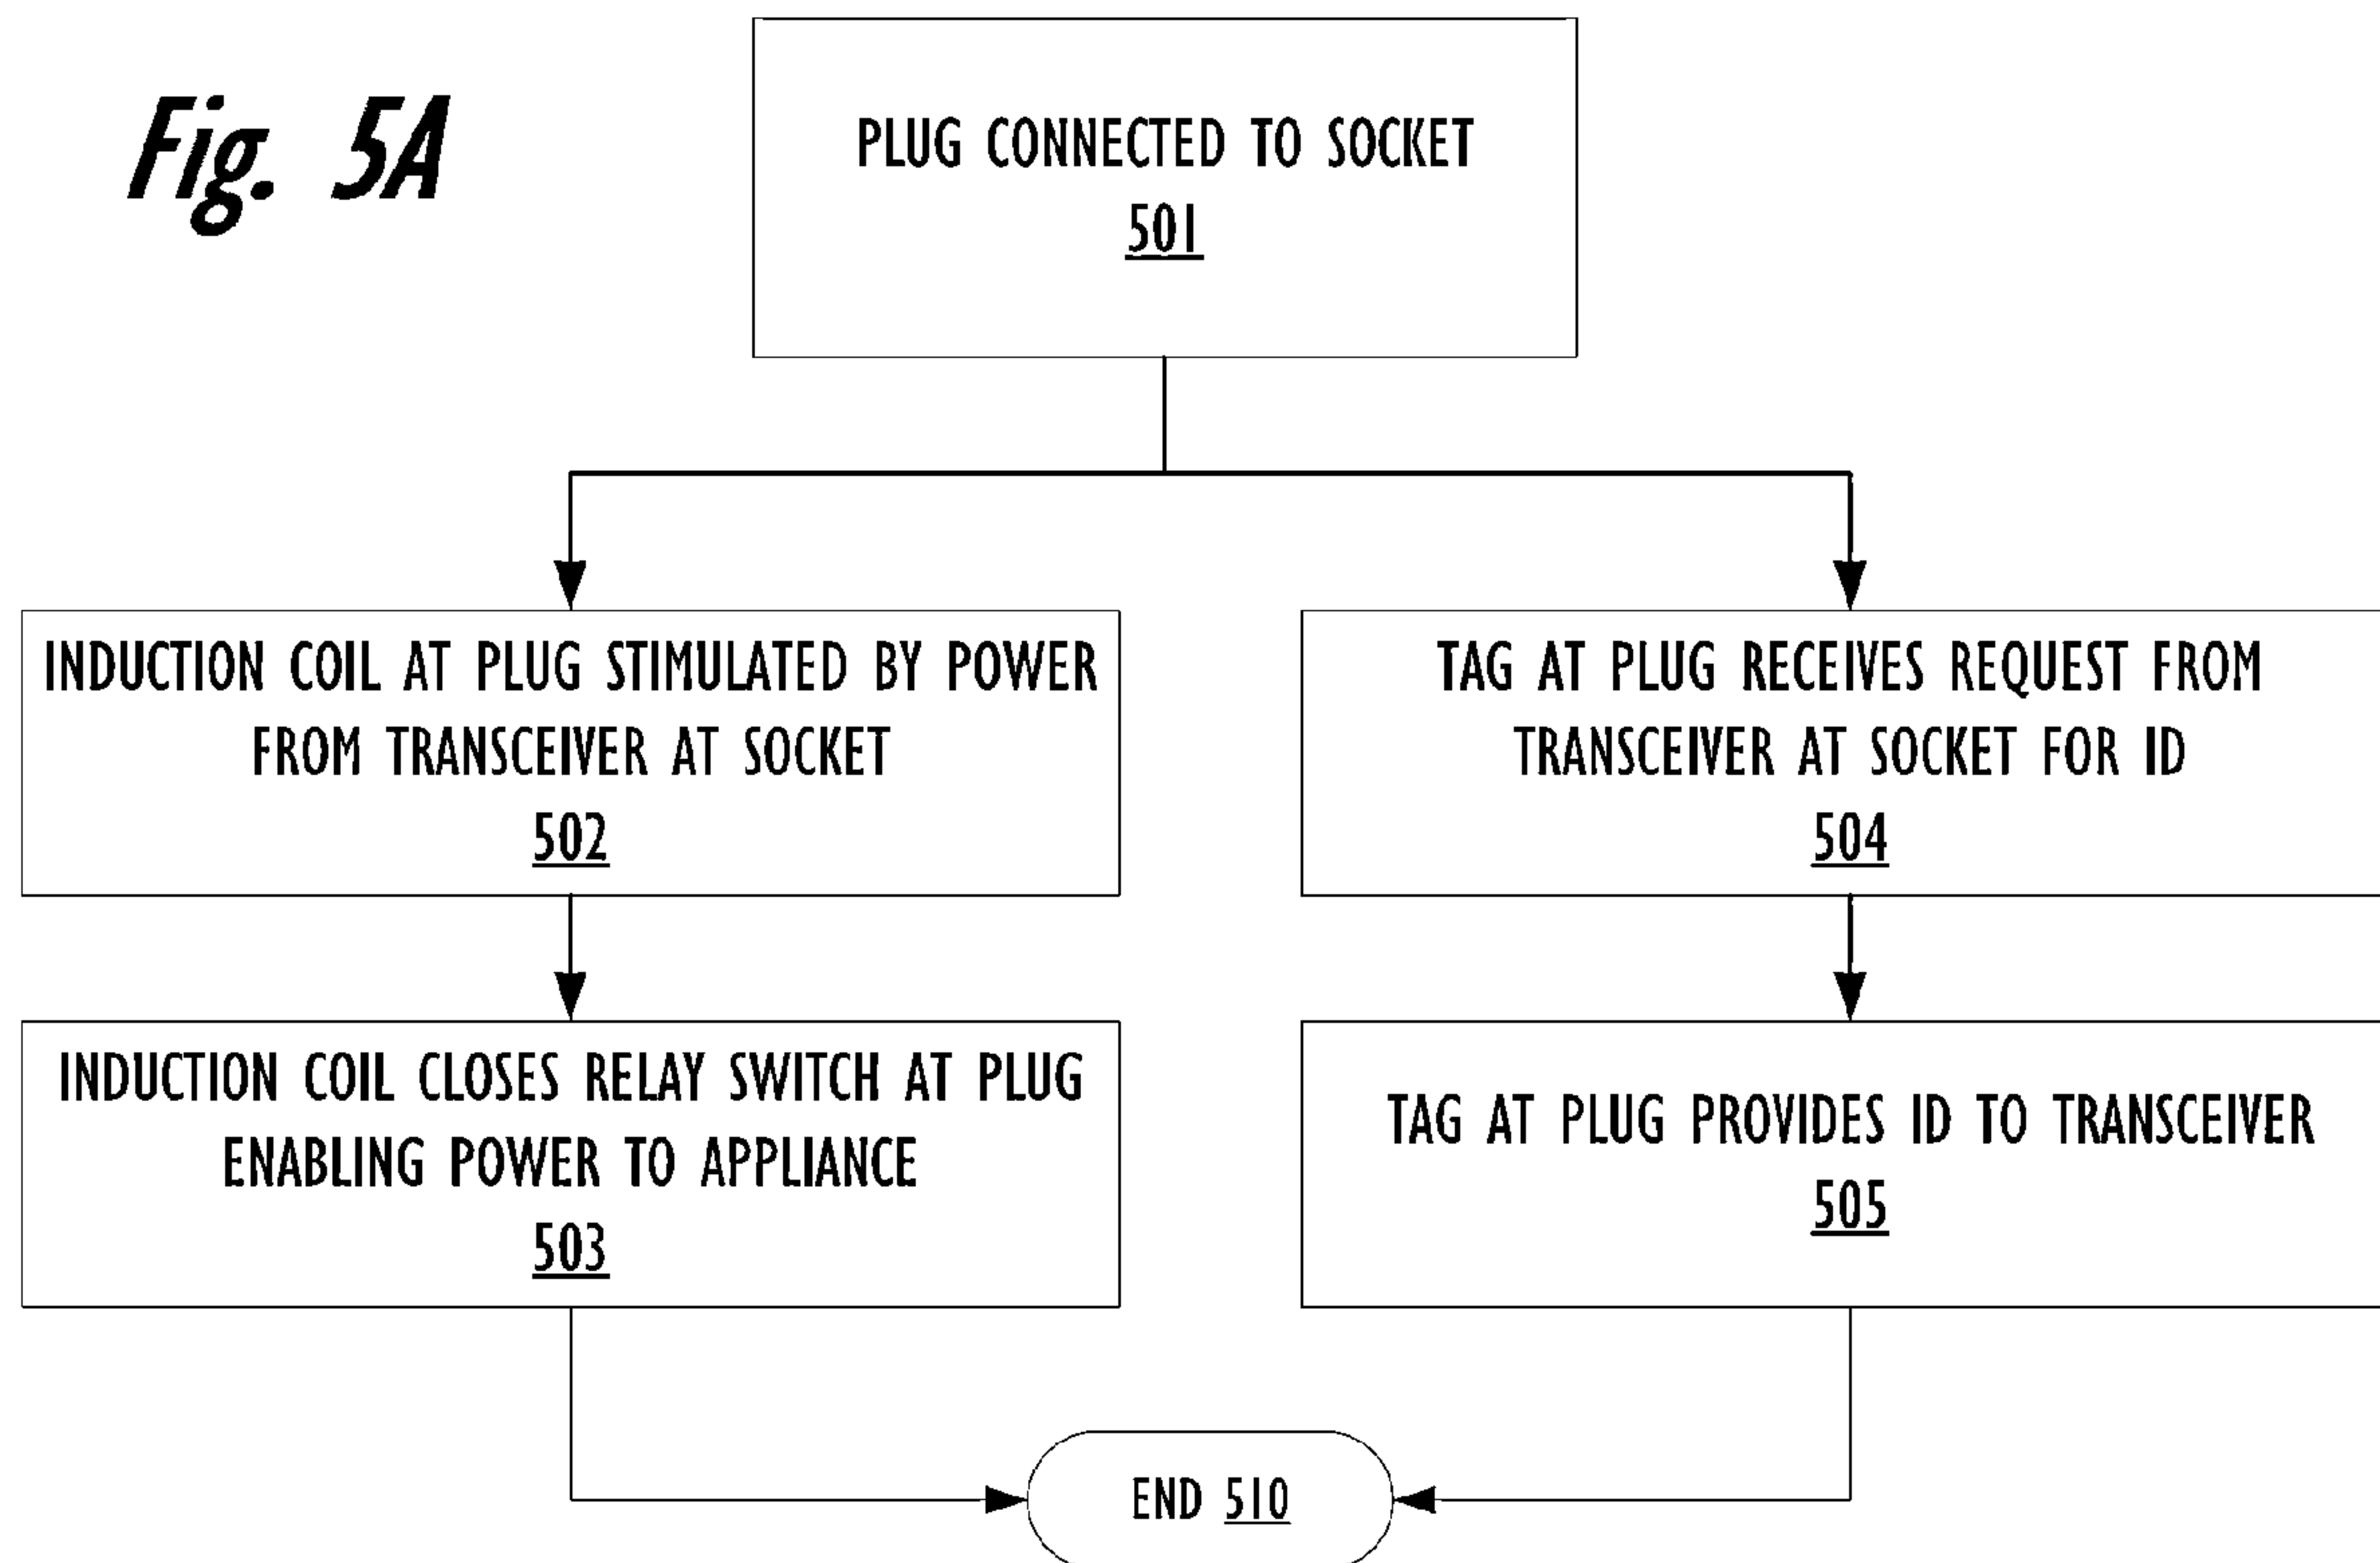 Fig. 5A
PLUG CONNECTED TO SOCKET
501
INDUCTION COIL AT PLUG STIMULATED BY POWER
FROM TRANSCEIVER AT SOCKET
502
TAG AT PLUG RECEIVES REQUEST FROM
TRANSCEIVER AT SOCKET FOR ID
504
INDUCTION COIL CLOSES RELAY SWITCH AT PLUG
ENABLING POWER TO APPLIANCE
503
TAG AT PLUG PROVIDES ID TO TRANSCEIVER
505
END 510